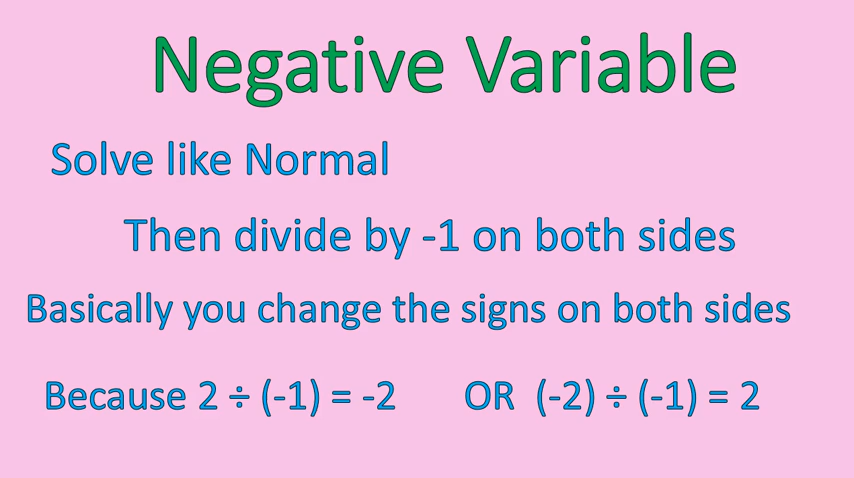 Negative Variable
Solve like Normal
Then divide by -1 on both sides
Basically you change the signs on both sides
Because 2 ÷ (-1) = -2 OR (-2) ÷ (-1) = 2